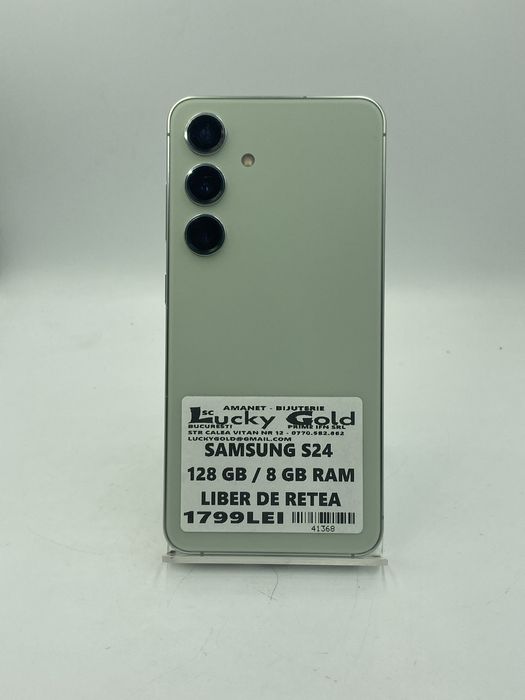 AMANET - BIJUTERIE
SC Lucky Gold
BUCURESTI PRIME IFN SRL
STR CALEA VITAN NR 12 - 0770.582.862
LUCKYGOLD@GMAIL.COM
SAMSUNG S24
128 GB / 8 GB RAM
LIBER DE RETEA
1799LEI
41368